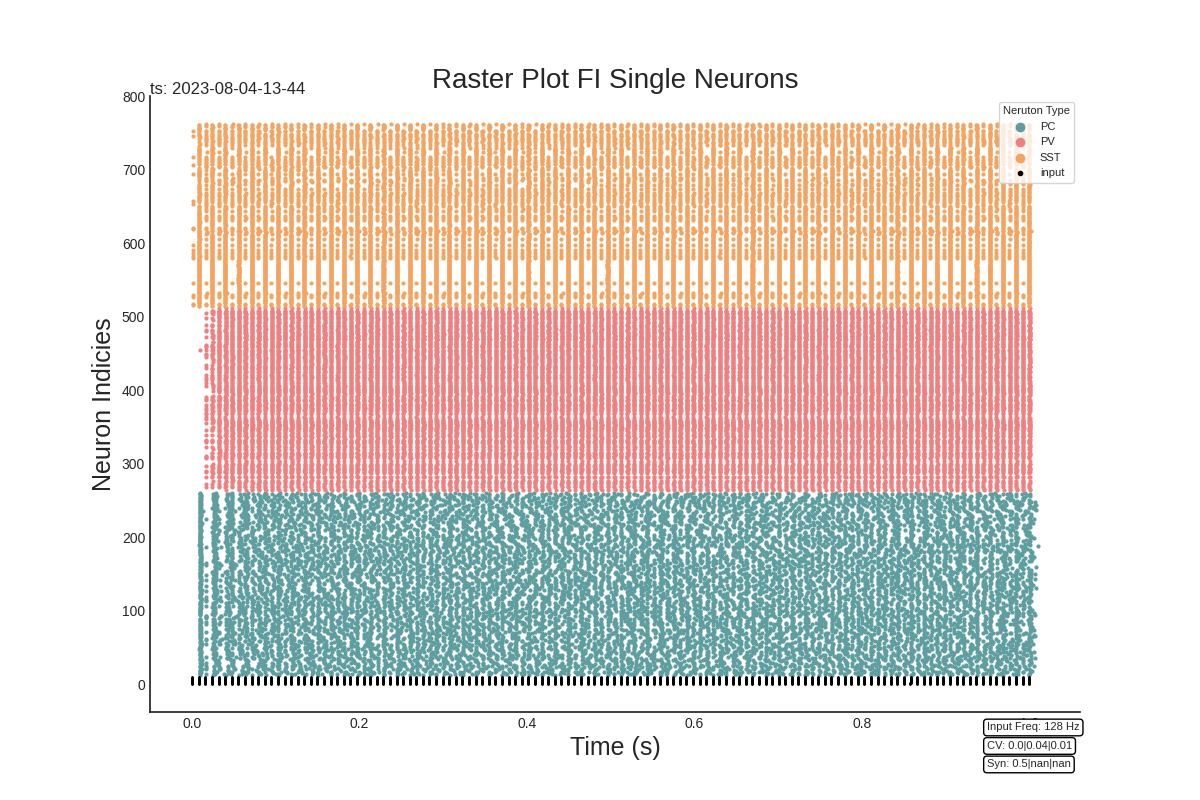 Raster Plot FI Single Neurons
ts: 2023-08-04-13-44
Neruton Type
PC
PV
SST
input
Neuron Indicies
800
700
600
500
400
300
200
100
0
0.0 0.2 0.4 0.6 0.8
Time (s)
Input Freq: 128 Hz
CV: 0.0|0.04|0.01
Syn: 0.5|nan|nan